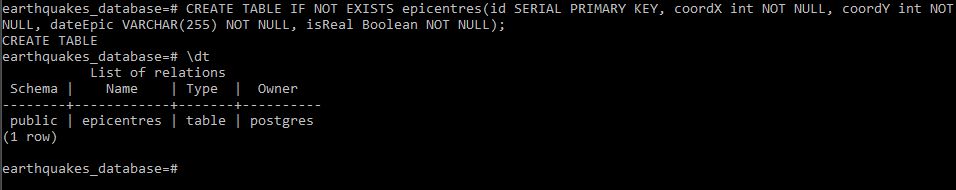 earthquakes_database=# CREATE TABLE IF NOT EXISTS epicentres(id SERIAL PRIMARY KEY, coordX int NOT NULL, coordY int NOT
NULL, dateEpic VARCHAR(255) NOT NULL, isReal Boolean NOT NULL);
CREATE TABLE
earthquakes_database=# \dt
           List of relations
 Schema |    Name    | Type  |  Owner
--------+------------+-------+----------
 public | epicentres | table | postgres
(1 row)
earthquakes_database=#